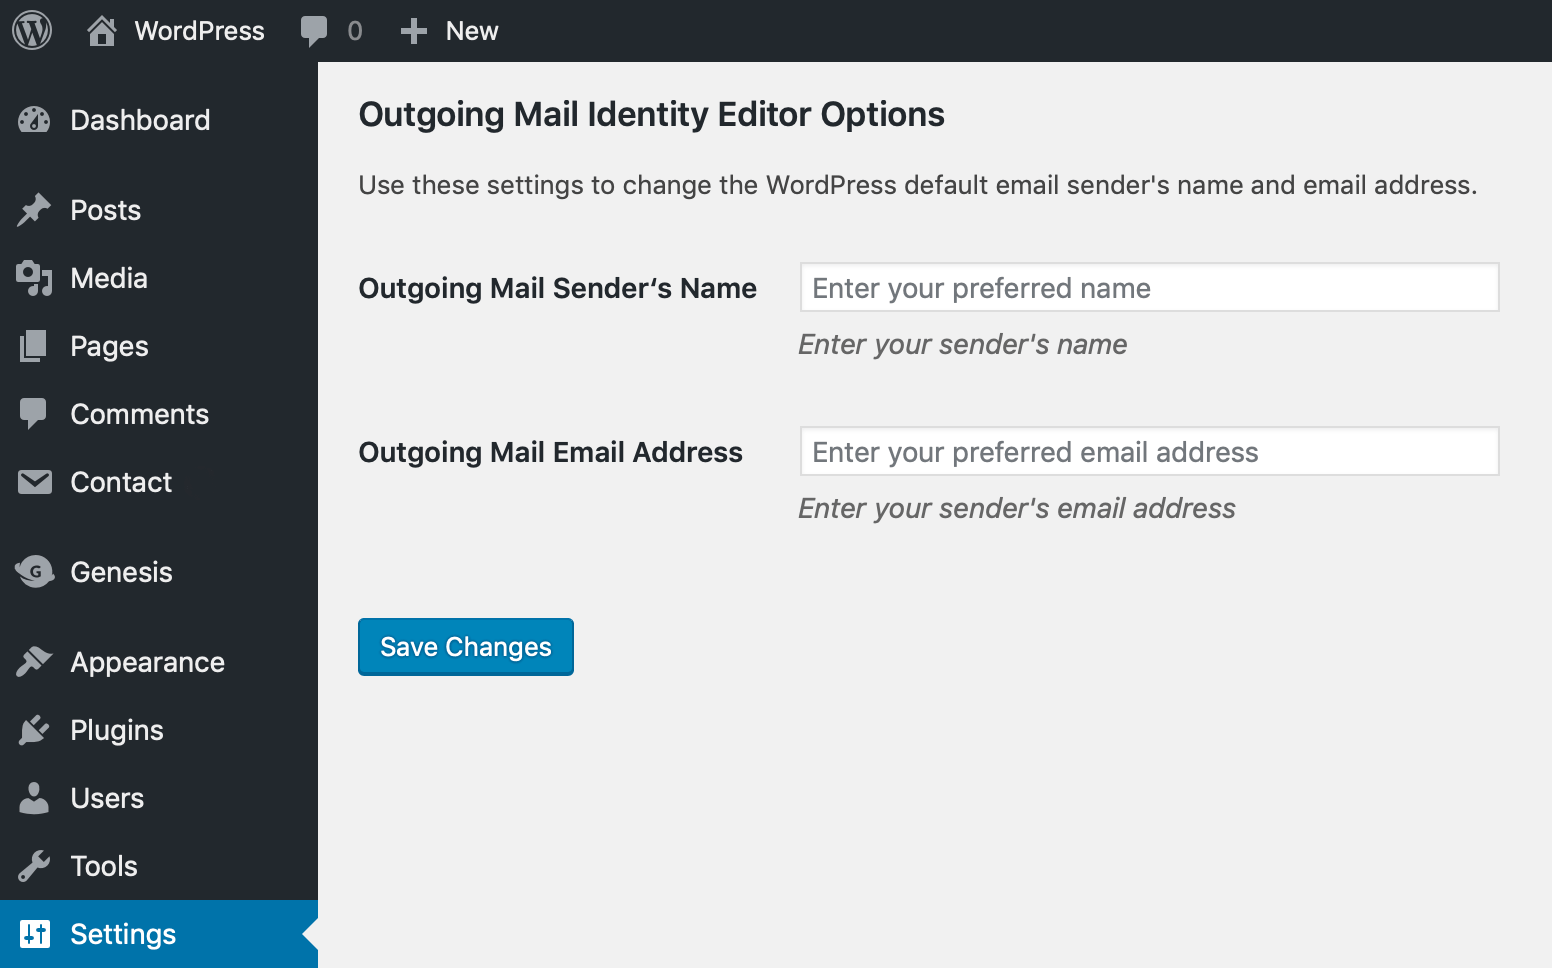 WordPress
0
New
Dashboard
Posts
Media
Pages
Comments
Contact
Genesis
Appearance
Plugins
Users
Tools
Settings
Outgoing Mail Identity Editor Options
Use these settings to change the WordPress default email sender's name and email address.
Outgoing Mail Sender‘s Name
Enter your preferred name
Enter your sender's name
Outgoing Mail Email Address
Enter your preferred email address
Enter your sender's email address
Save Changes